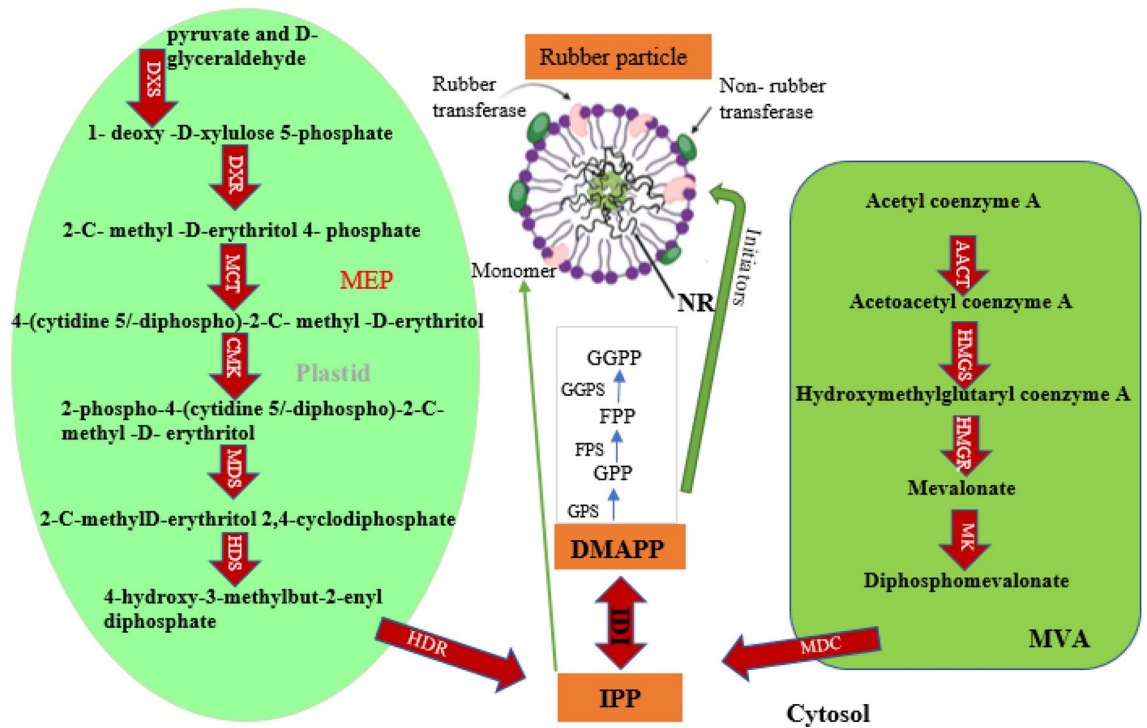 pyruvate and D-
glyceraldehyde
DXS
1- deoxy -D-xylulose 5-phosphate
DXR
2-C- methyl -D-erythritol 4- phosphate
MCT
MEP
4-(cytidine 5/-diphospho)-2-C- methyl -D-erythritol
CMK
Plastid
2-phospho-4-(cytidine 5/-diphospho)-2-C-
methyl -D- erythritol
MDS
2-C-methylD-erythritol 2,4-cyclodiphosphate
HDS
4-hydroxy-3-methylbut-2-enyl
diphosphate
HDR
Rubber particle
Rubber
transferase
Non- rubber
transferase
Monomer
NR
Initiators
GGPP
GGPS
FPP
FPS
GPP
GPS
DMAPP
IDI
IPP
Acetyl coenzyme A
AACT
Acetoacetyl coenzyme A
HMGS
Hydroxymethylglutaryl coenzyme A
HMGR
Mevalonate
MK
Diphosphomevalonate
MVA
MDC
Cytosol